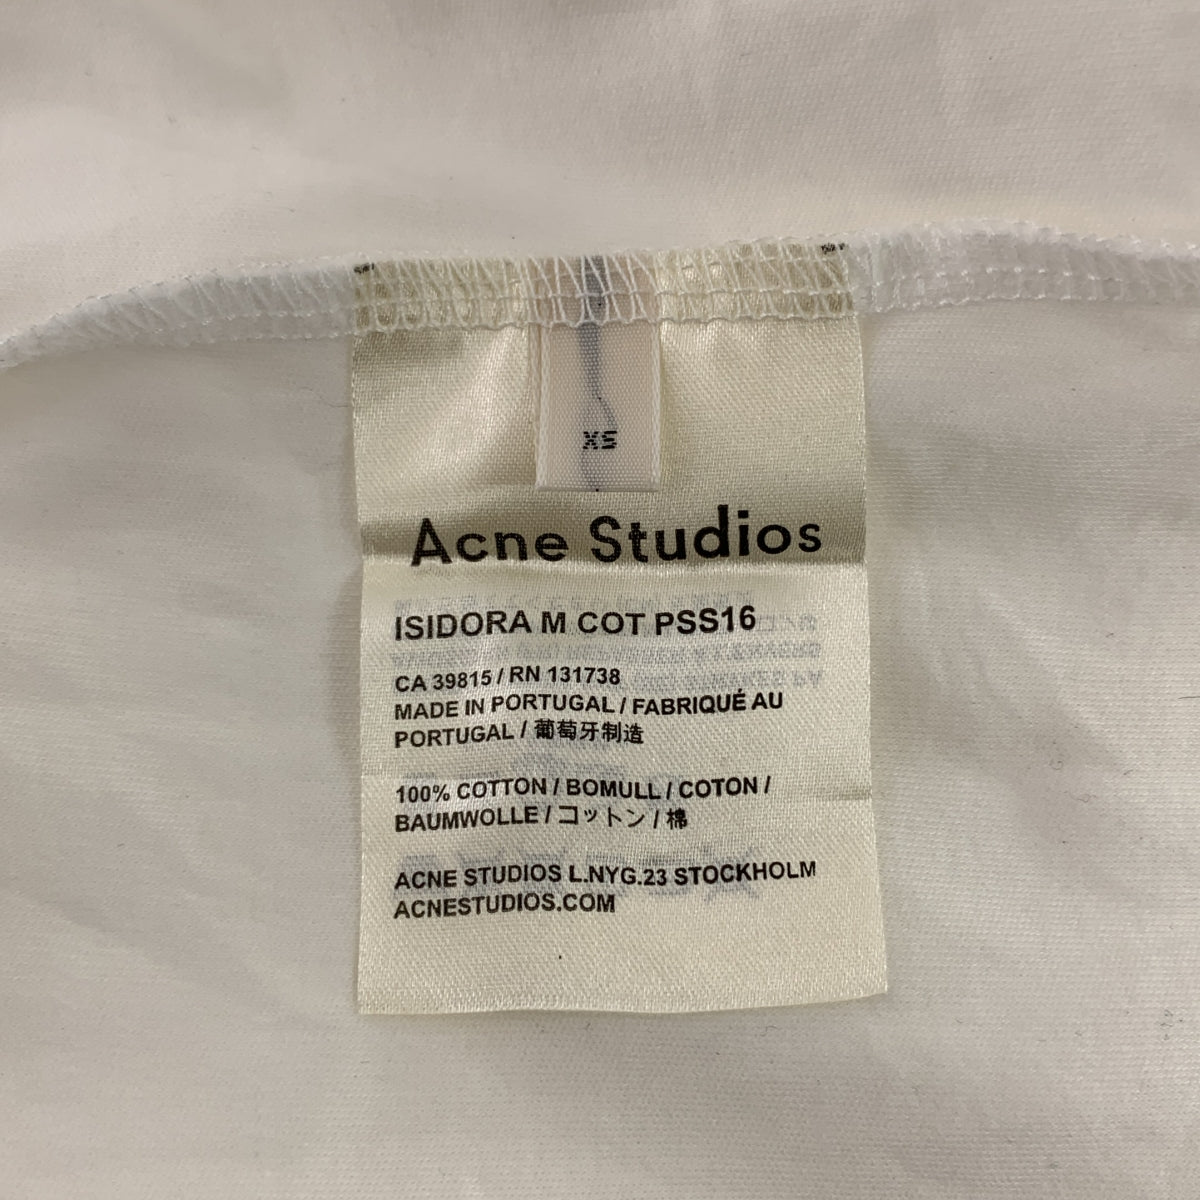 XS
Acne Studios
ISIDORA M COT PSS16
CA 39815 / RN 131738
MADE IN PORTUGAL / FABRIQUÉ AU
PORTUGAL / 葡萄牙制造
100% COTTON / BOMULL / COTON /
BAUMWOLLE / コットン / 棉
ACNE STUDIOS L.NYG.23 STOCKHOLM
ACNESTUDIOS.COM